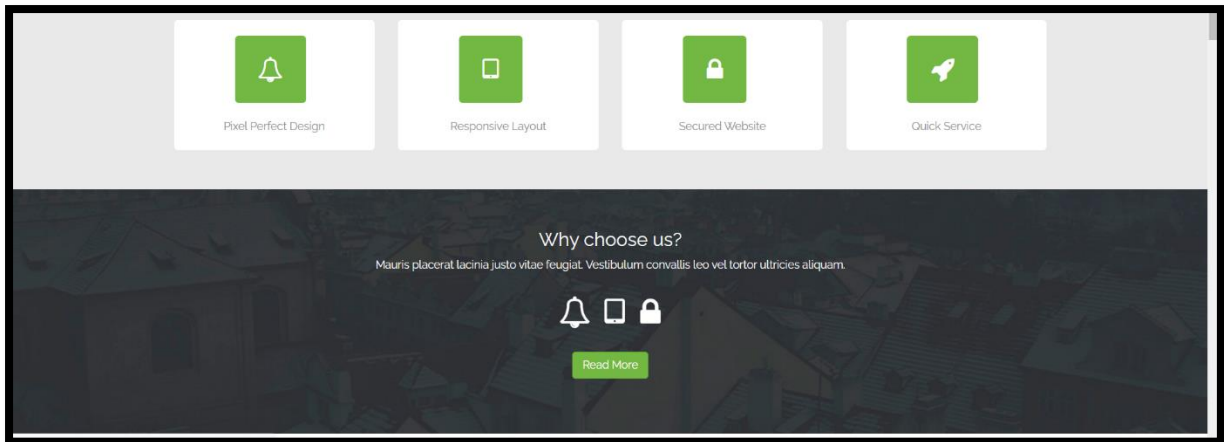 Pixel Perfect Design
Responsive Layout
Secured Website
Quick Service
Why choose us?
Mauris placerat lacinia justo vitae feugiat. Vestibulum convallis leo vel tortor ultricies aliquam.
Read More